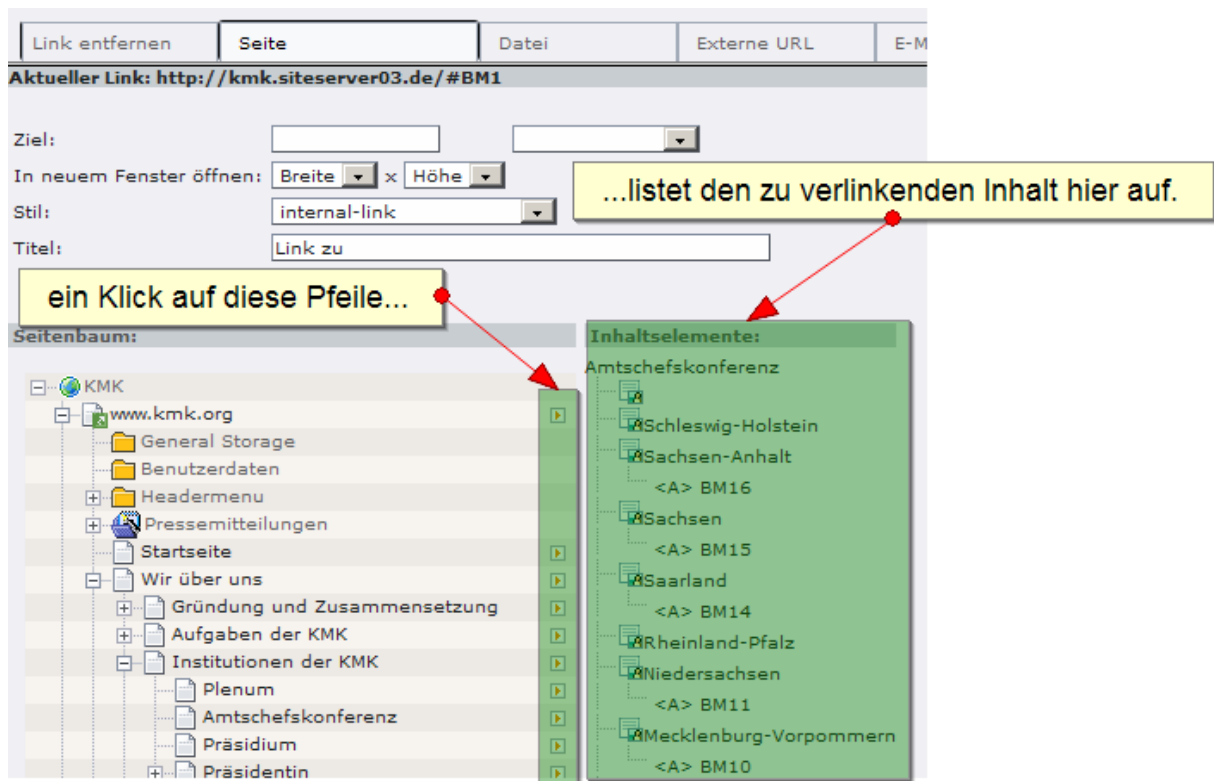 Link entfernen Seite Datei Externe URL E-M
Aktueller Link: http://kmk.siteserver03.de/#BM1
Ziel:
In neuem Fenster öffnen: Breite x Höhe
...listet den zu verlinkenden Inhalt hier auf.
Stil: internal-link
Titel: Link zu
ein Klick auf diese Pfeile...
Seitenbaum:
KMK
www.kmk.org
General Storage
Benutzerdaten
Headermenu
Pressemitteilungen
Startseite
Wir über uns
Gründung und Zusammensetzung
Aufgaben der KMK
Institutionen der KMK
Plenum
Amtschefskonferenz
Präsidium
Präsidentin
Inhaltselemente:
Amtschefskonferenz
Schleswig-Holstein
Sachsen-Anhalt
<A> BM16
Sachsen
<A> BM15
Saarland
<A> BM14
Rheinland-Pfalz
Niedersachsen
<A> BM11
Mecklenburg-Vorpommern
<A> BM10